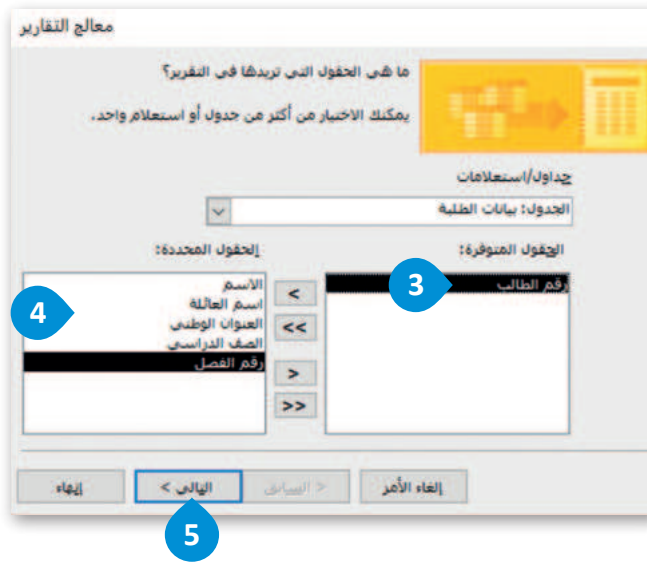 معالج التقارير
ما هي الحقول التي تريدها في التقرير؟
يمكنك الاختيار من أكثر من جدول أو استعلام واحد.
جداول/استعلامات
الجدول: بيانات الطلبة
الحقول المتوفرة:
الحقول المحددة:
رقم الطالب
3
الاسم
اسم العائلة
العنوان الوطني
الصف الدراسي
رقم الفصل
4
>
>>
<
<<
إلغاء الأمر
< السابق
التالي >
إنهاء
5